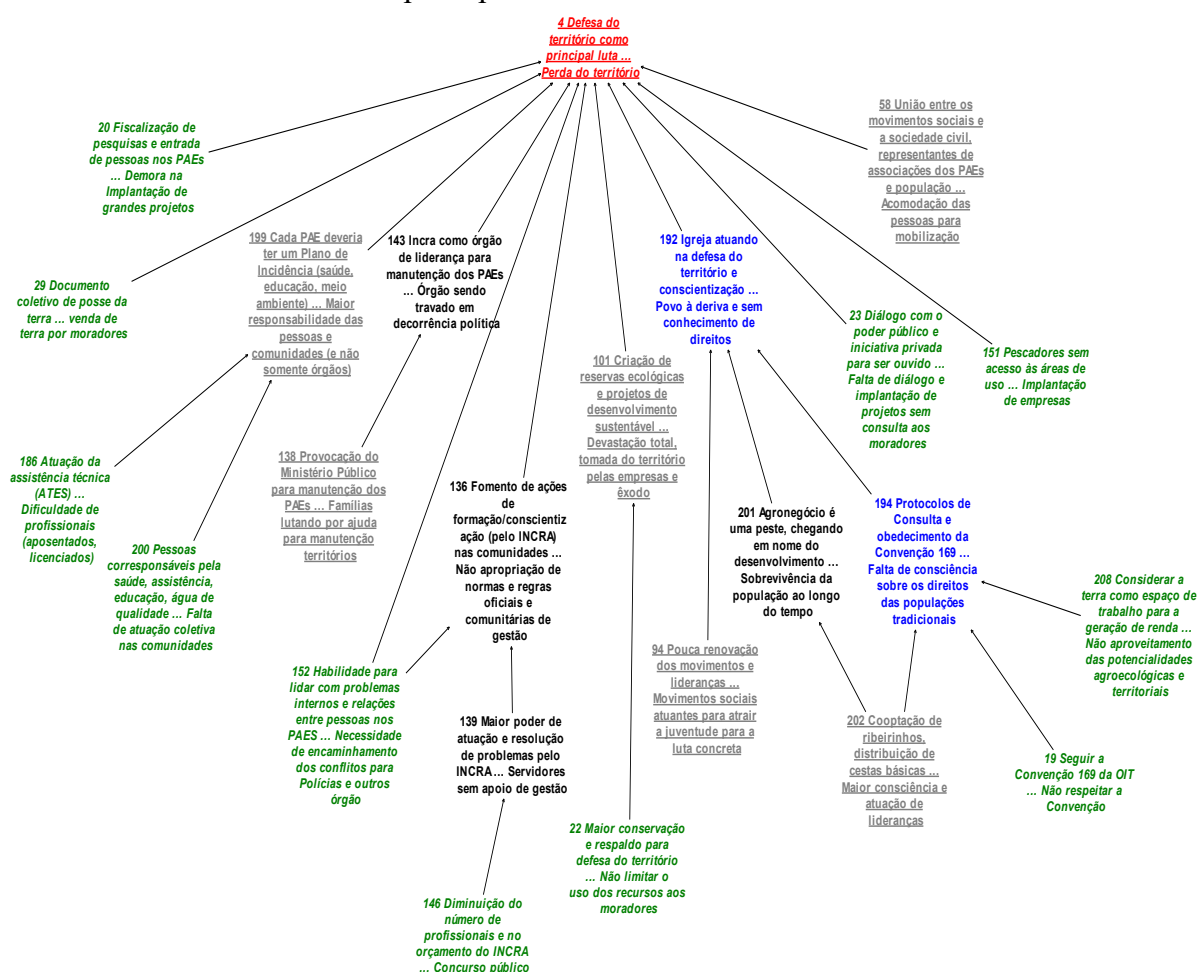 4 Defesa do
território como
principal luta ...
Perda do território
58 União entre os
movimentos sociais e
a sociedade civil,
representantes de
associações dos PAEs
e população ...
Acomodação das
pessoas para
mobilização
20 Fiscalização de
pesquisas e entrada
de pessoas nos PAEs
... Demora na
Implantação de
grandes projetos
199 Cada PAE deveria
ter um Plano de
Incidência (saúde,
educação, meio
ambiente) ... Maior
responsabilidade das
pessoas e
comunidades (e não
somente órgãos)
143 Incra como órgão
de liderança para
manutenção dos PAEs
... Órgão sendo
travado em
decorrência política
192 Igreja atuando
na defesa do
território e
conscientização ...
Povo à deriva e sem
conhecimento de
direitos
29 Documento
coletivo de posse da
terra ... venda de
terra por moradores
23 Diálogo com o
poder público e
iniciativa privada
para ser ouvido ...
Falta de diálogo e
implantação de
projetos sem
consulta aos
moradores
151 Pescadores sem
acesso às áreas de
uso ... Implantação
de empresas
101 Criação de
reservas ecológicas
e projetos de
desenvolvimento
sustentável ...
Devastação total,
tomada do território
pelas empresas e
êxodo
186 Atuação da
assistência técnica
(ATES) ...
Dificuldade de
profissionais
(aposentados,
licenciados)
138 Provocação do
Ministério Público
para manutenção dos
PAEs ... Famílias
lutando por ajuda
para manutenção
territórios
136 Fomento de ações
de
formação/conscientiz
ação (pelo INCRA)
nas comunidades ...
Não apropriação de
normas e regras
oficiais e
comunitárias de
gestão
201 Agronegócio é
uma peste, chegando
em nome do
desenvolvimento ...
Sobrevivência da
população ao longo
do tempo
194 Protocolos de
Consulta e
obedecimento da
Convenção 169 ...
Falta de consciência
sobre os direitos
das populações
tradicionais
200 Pessoas
corresponsáveis pela
saúde, assistência,
educação, água de
qualidade ... Falta
de atuação coletiva
nas comunidades
208 Considerar a
terra como espaço de
trabalho para a
geração de renda ...
Não aproveitamento
das potencialidades
agroecológicas e
territoriais
152 Habilidade para
lidar com problemas
internos e relações
entre pessoas nos
PAES ... Necessidade
de encaminhamento
dos conflitos para
Polícias e outros
órgão
94 Pouca renovação
dos movimentos e
lideranças ...
Movimentos sociais
atuantes para atrair
a juventude para a
luta concreta
139 Maior poder de
atuação e resolução
de problemas pelo
INCRA ... Servidores
sem apoio de gestão
202 Cooptação de
ribeirinhos,
distribuição de
cestas básicas ...
Maior consciência e
atuação de
lideranças
19 Seguir a
Convenção 169 da OIT
... Não respeitar a
Convenção
22 Maior conservação
e respaldo para
defesa do território
... Não limitar o
uso dos recursos aos
moradores
146 Diminuição do
número de
profissionais e no
orçamento do INCRA
... Concurso público